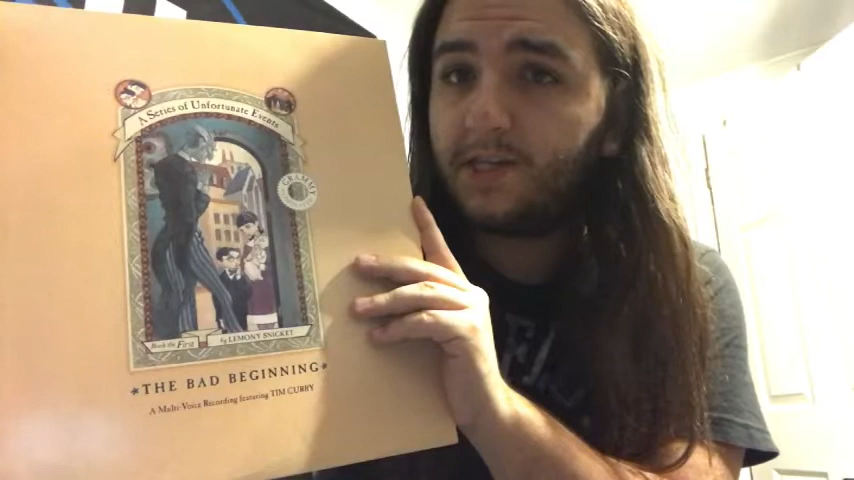 A Series of Unfortunate Events
GRAMMY
Book the First
by LEMONY SNICKET
*THE BAD BEGINNING*
A Multi-Voice Recording featuring TIM CURRY